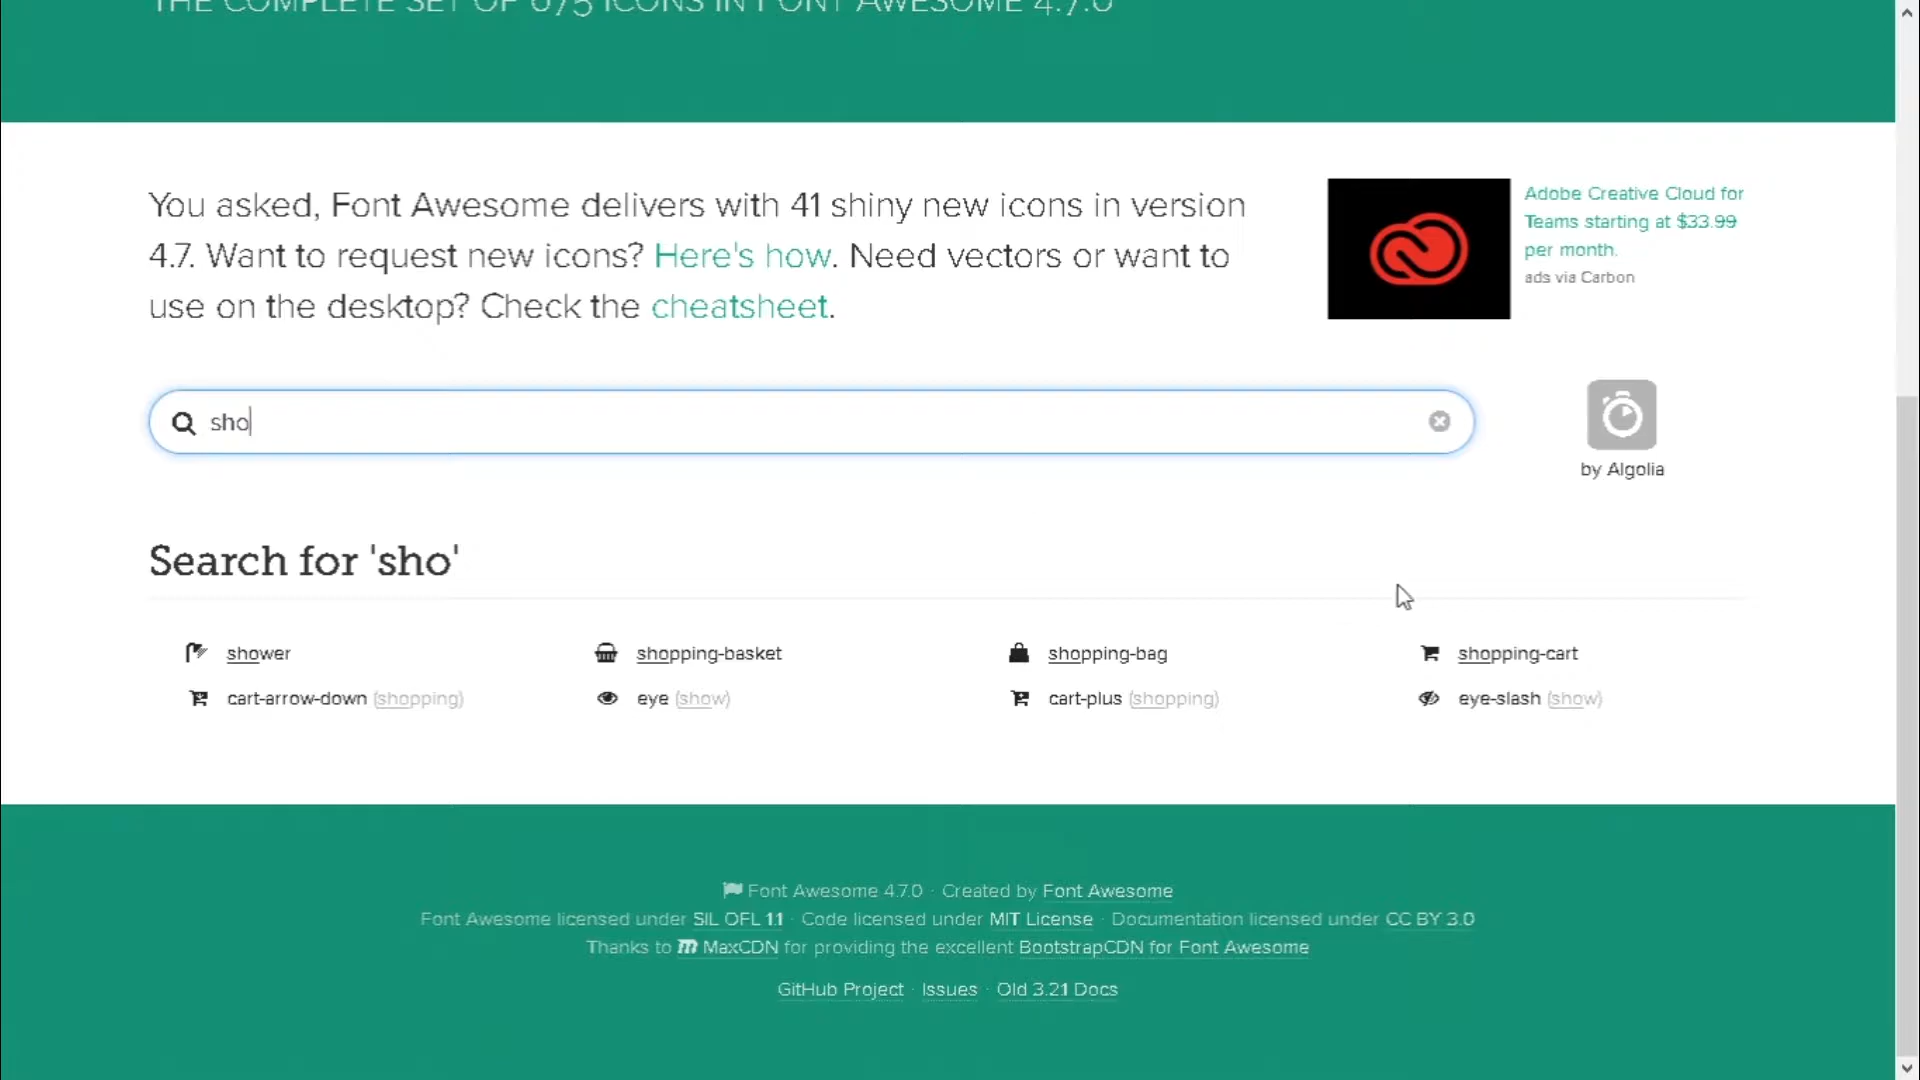 THE COMPLETE SET OF 675 ICONS IN FONT AWESOME 4.7.0
You asked, Font Awesome delivers with 41 shiny new icons in version
4.7. Want to request new icons? Here's how. Need vectors or want to
use on the desktop? Check the cheatsheet.
Adobe Creative Cloud for
Teams starting at $33.99
per month.
ads via Carbon
sho
by Algolia
Search for 'sho'
shower shopping-basket shopping-bag shopping-cart
cart-arrow-down (shopping) eye (show) cart-plus (shopping) eye-slash (show)
Font Awesome 4.7.0 · Created by Font Awesome
Font Awesome licensed under SIL OFL 1.1 · Code licensed under MIT License · Documentation licensed under CC BY 3.0
Thanks to MaxCDN for providing the excellent BootstrapCDN for Font Awesome
GitHub Project · Issues · Old 3.2.1 Docs